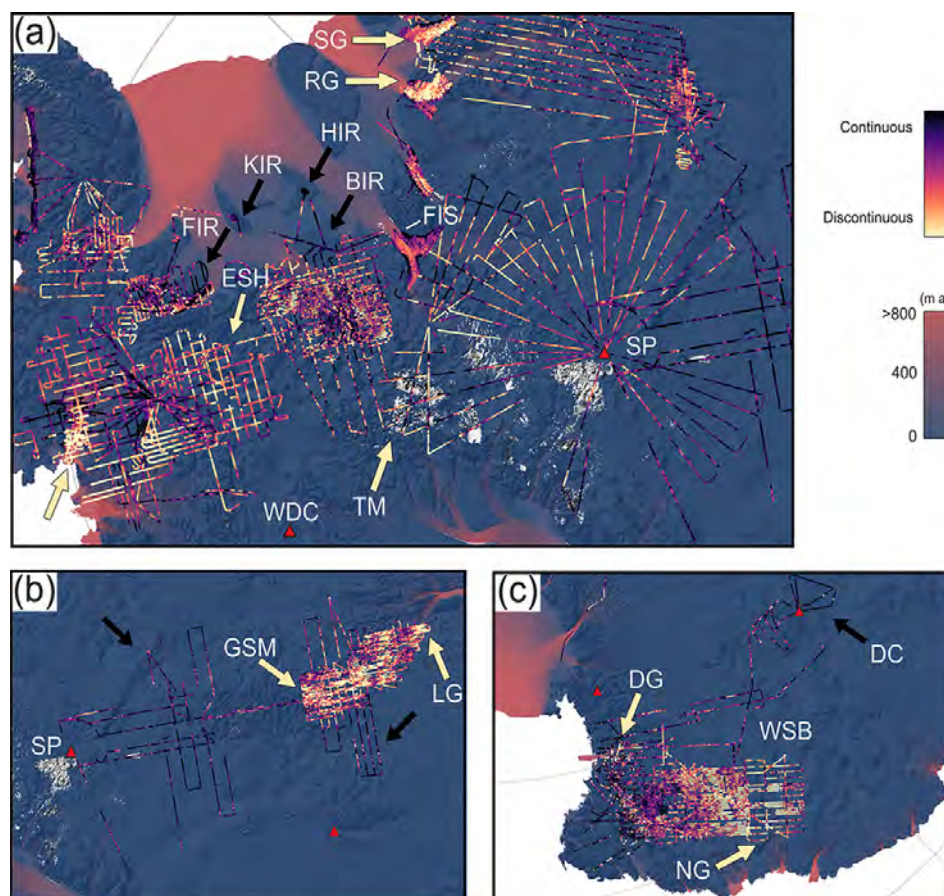 (a)
SG
RG
HIR
KIR
BIR
FIR
FIS
ESH
SP
TM
WDC
Continuous
Discontinuous
(m a
>800
400
0
(b)
GSM
LG
SP
(c)
DC
DG
WSB
NG